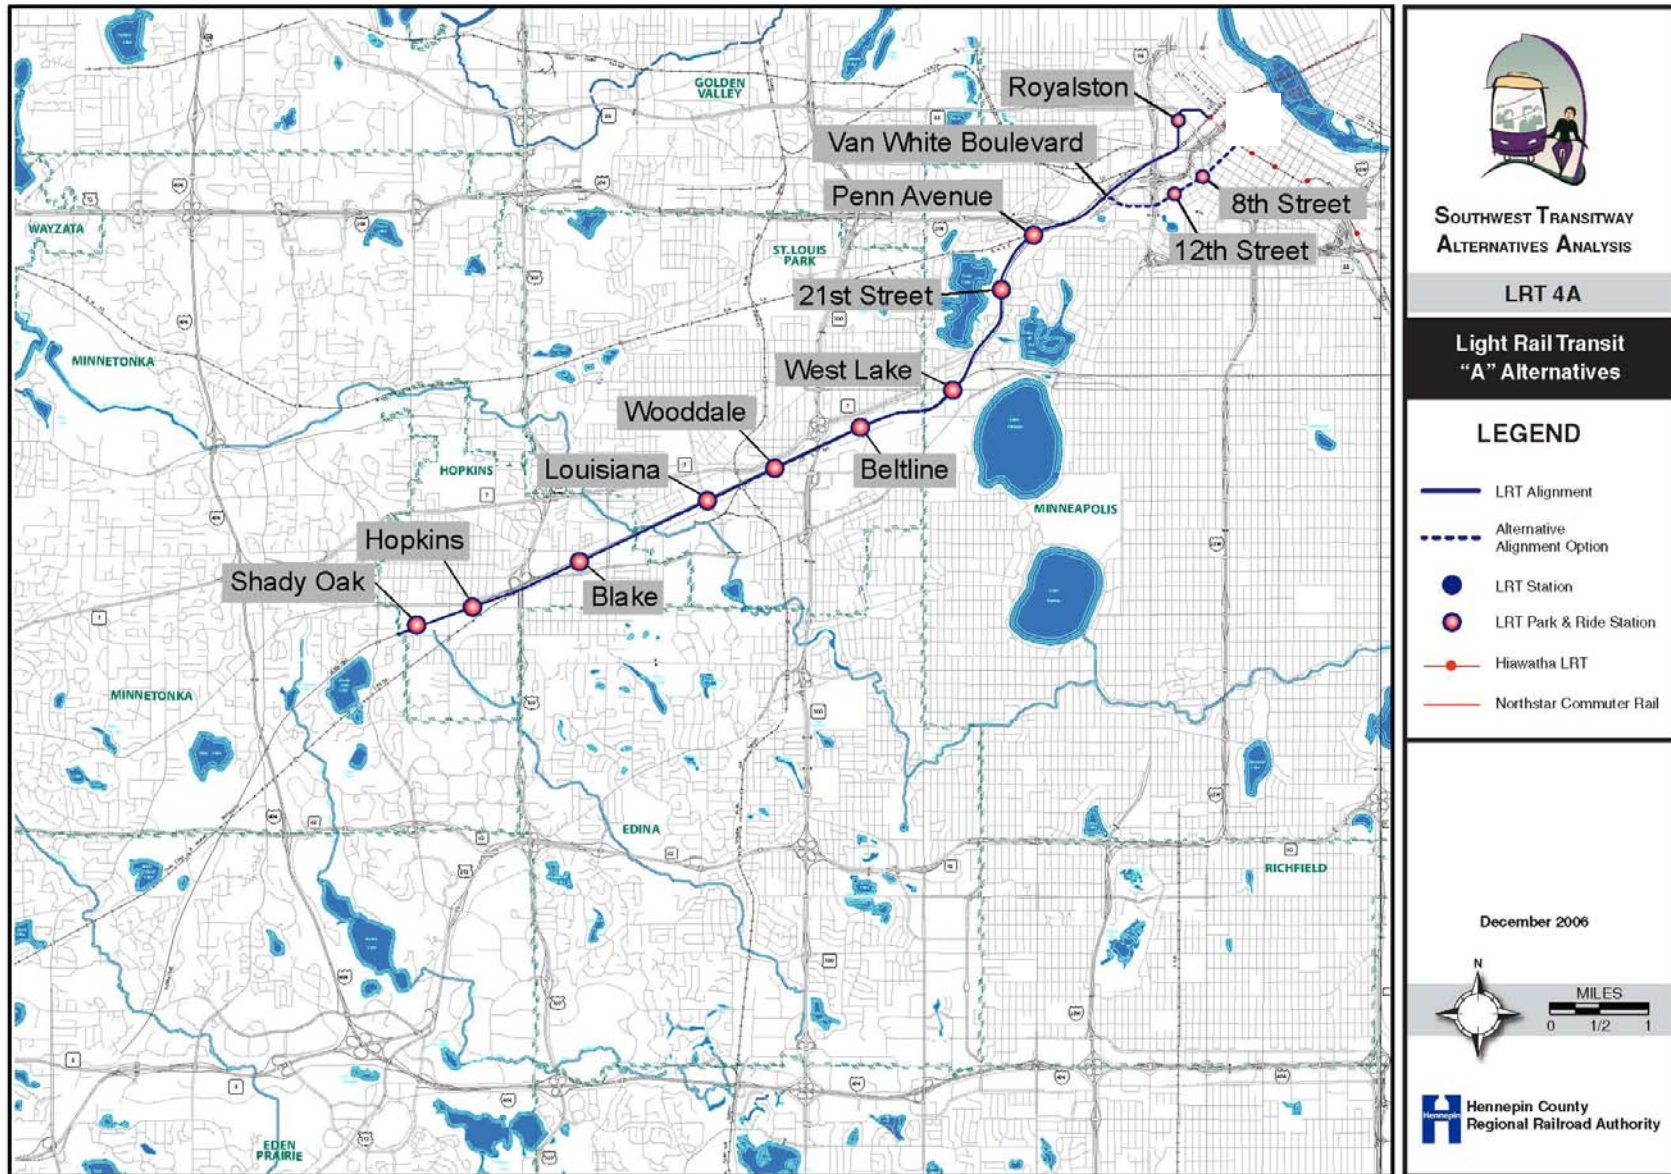 GOLDEN
VALLEY
Royalston
Van White Boulevard
Penn Avenue
8th Street
12th Street
WAYZATA
ST.LOUIS
PARK
21st Street
MINNETONKA
West Lake
Wooddale
Beltline
HOPKINS
Louisiana
MINNEAPOLIS
Hopkins
Shady Oak
Blake
MINNETONKA
EDINA
RICHFIELD
EDEN
PRAIRIE
SOUTHWEST TRANSITWAY
ALTERNATIVES ANALYSIS
LRT 4A
Light Rail Transit
“A” Alternatives
LEGEND
LRT Alignment
Alternative
Alignment Option
LRT Station
LRT Park & Ride Station
Hiawatha LRT
Northstar Commuter Rail
December 2006
N
MILES
0 1/2 1
Hennepin
Hennepin County
Regional Railroad Authority